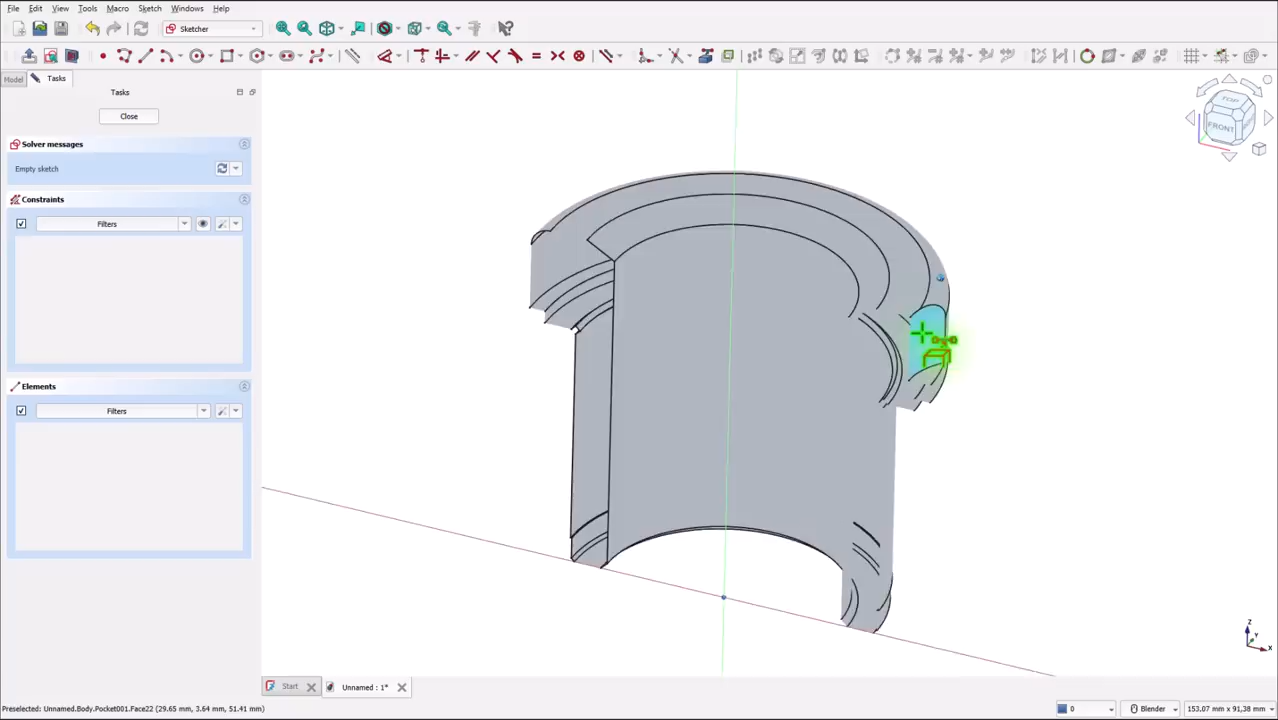 File Edit View Tools Macro Sketch Windows Help
Sketcher
Model Tasks
Tasks
Close
Solver messages
Empty sketch
Constraints
Filters
Elements
Filters
TOP
FRONT
Z
Y
X
Start Unnamed : 1*
Preselected: Unnamed.Body.Pocket001.Face22 (29.65 mm, 3.64 mm, 51.41 mm)
0 Blender 153,07 mm x 91,38 mm